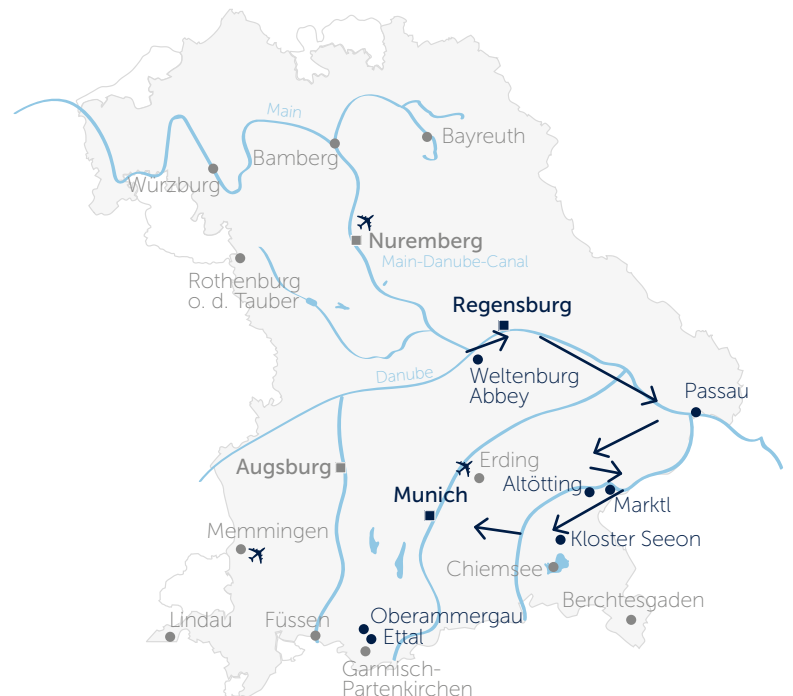 Main
Bayreuth
Bamberg
Würzburg
Nuremberg
Main-Danube-Canal
Rothenburg
o. d. Tauber
Regensburg
Danube
Weltenburg
Abbey
Passau
Augsburg
Erding
Altötting
Munich
Marktl
Memmingen
Kloster Seeon
Chiemsee
Berchtesgaden
Lindau
Füssen
Oberammergau
Ettal
Garmisch-
Partenkirchen